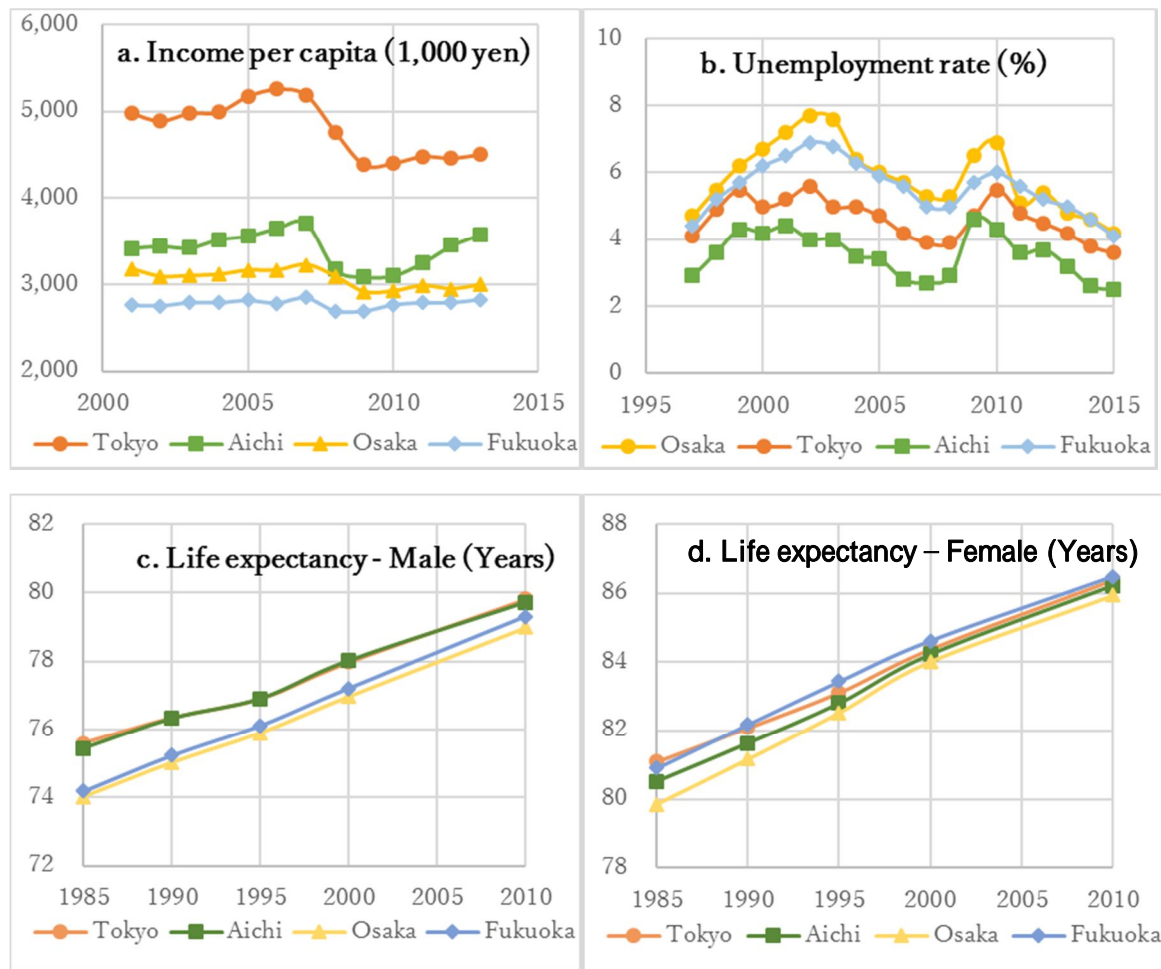 a. Income per capita (1,000 yen)
6,000
5,000
4,000
3,000
2,000
2000 2005 2010 2015
Tokyo Aichi Osaka Fukuoka
b. Unemployment rate (%)
10
8
6
4
2
0
1995 2000 2005 2010 2015
Osaka Tokyo Aichi Fukuoka
c. Life expectancy - Male (Years)
82
80
78
76
74
72
1985 1990 1995 2000 2005 2010
Tokyo Aichi Osaka Fukuoka
d. Life expectancy – Female (Years)
88
86
84
82
80
78
1985 1990 1995 2000 2005 2010
Tokyo Aichi Osaka Fukuoka